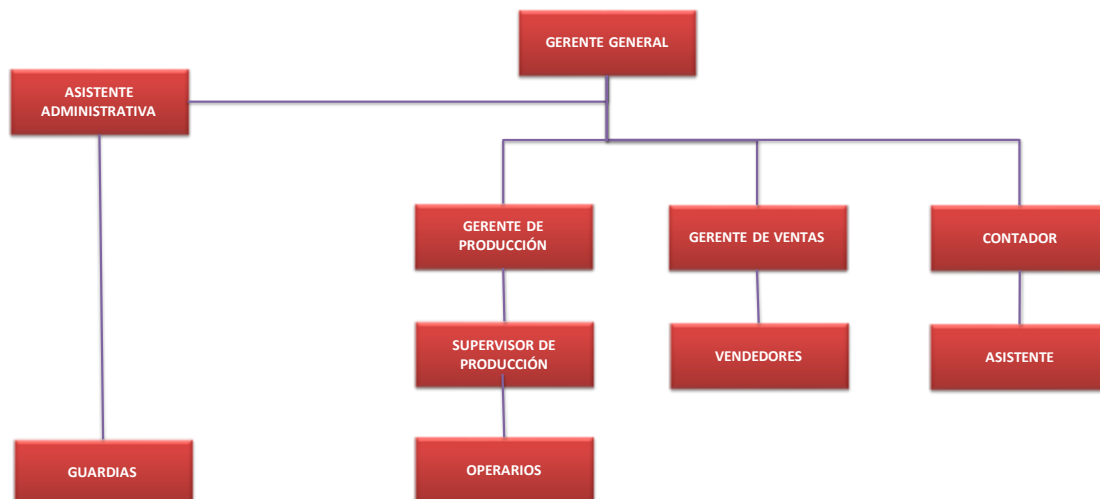 GERENTE GENERAL
ASISTENTE
ADMINISTRATIVA
GERENTE DE
PRODUCCIÓN
GERENTE DE VENTAS
CONTADOR
SUPERVISOR DE
PRODUCCIÓN
VENDEDORES
ASISTENTE
GUARDIAS
OPERARIOS